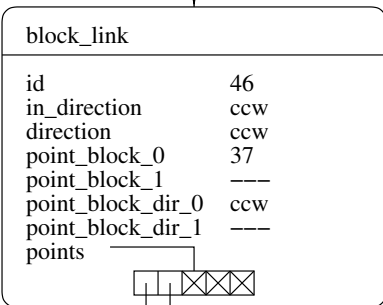 block_link
id 46
in_direction ccw
direction ccw
point_block_0 37
point_block_1 −−−
point_block_dir_0 ccw
point_block_dir_1 −−−
points